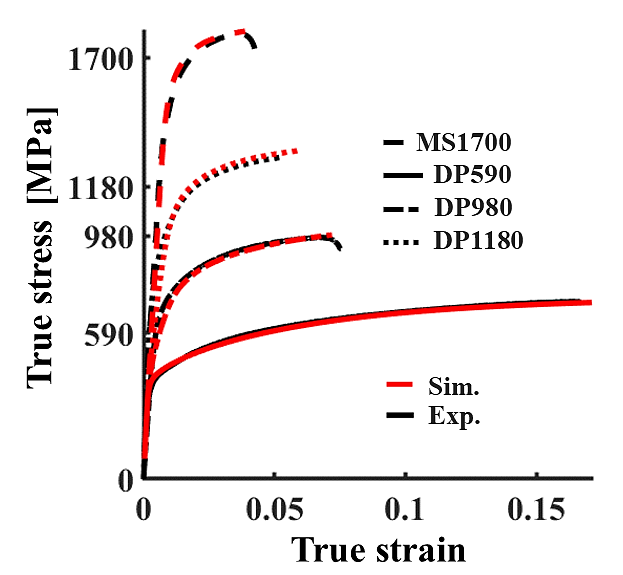 1700
1180
980
590
0
True stress [MPa]
MS1700
DP590
DP980
DP1180
Sim.
Exp.
0 0.05 0.1 0.15
True strain